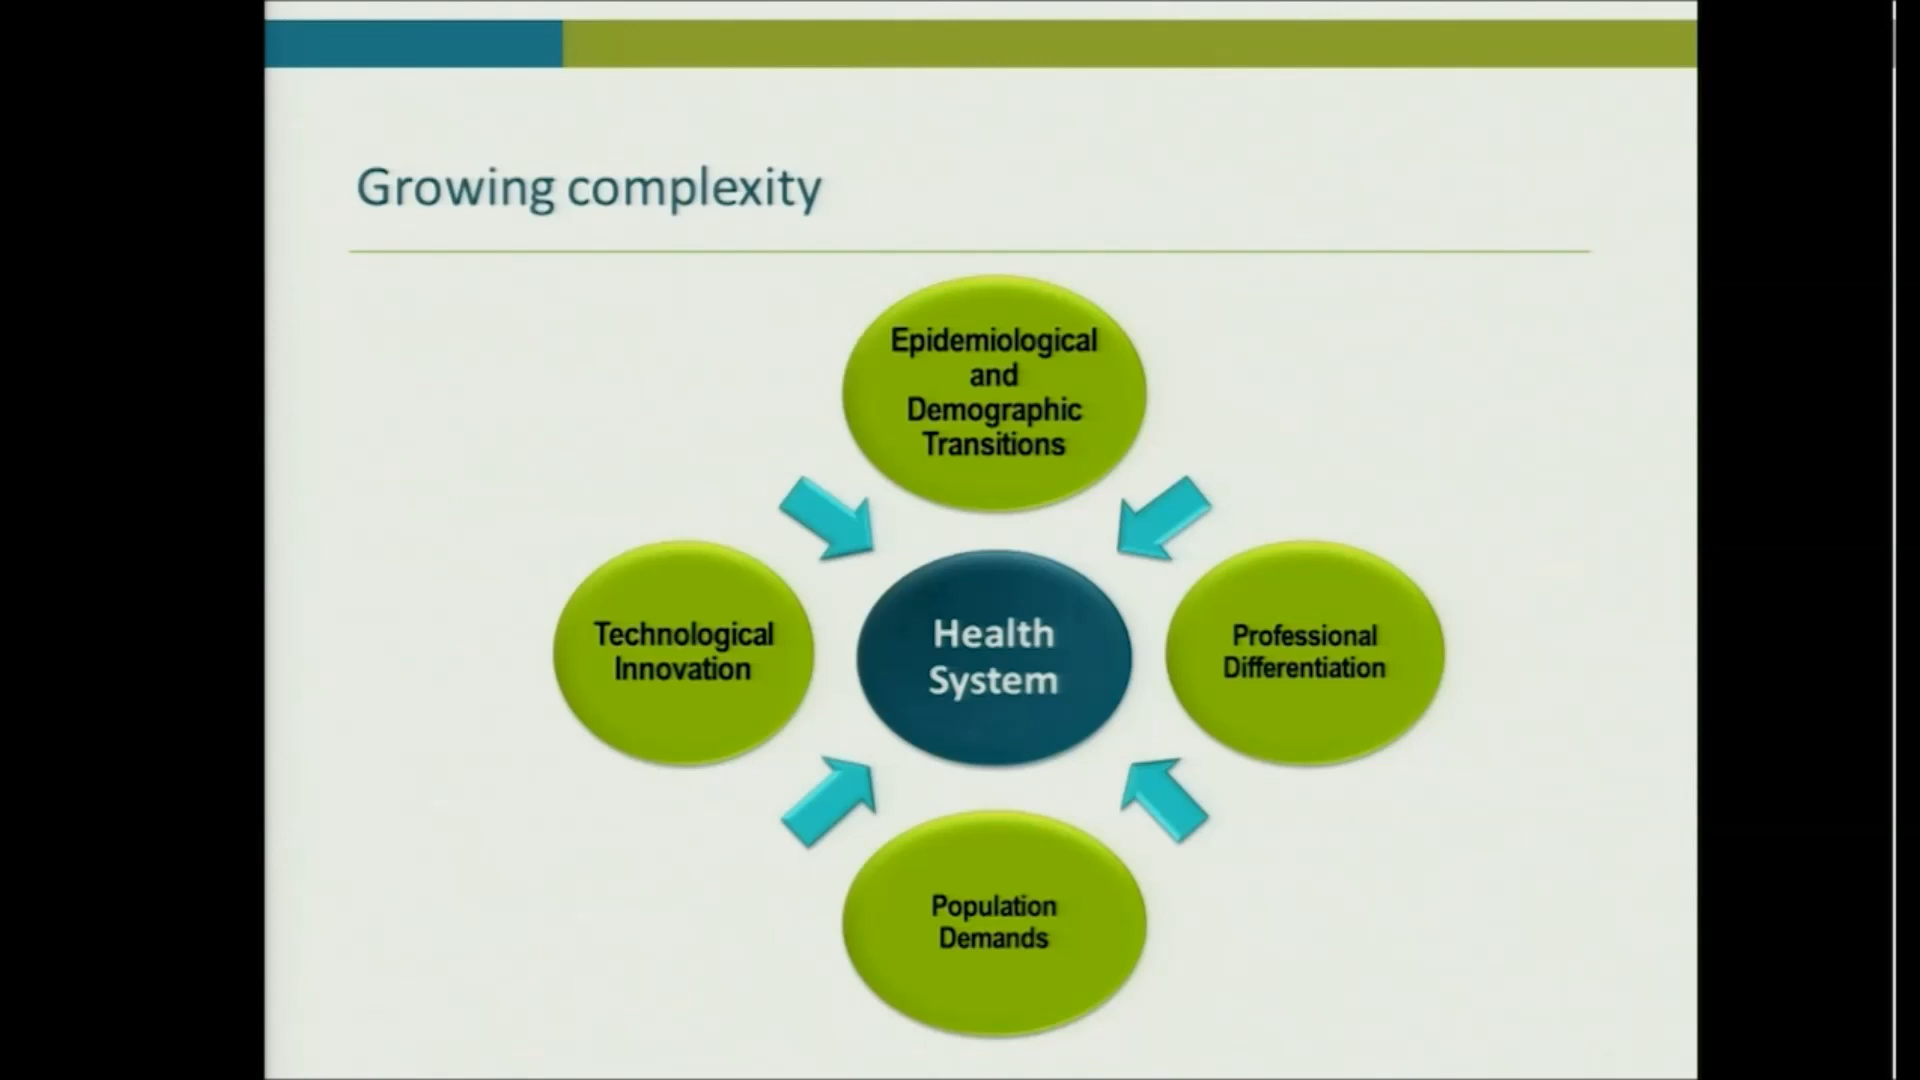 Growing complexity
Epidemiological
and
Demographic
Transitions
Technological
Innovation
Health
System
Professional
Differentiation
Population
Demands